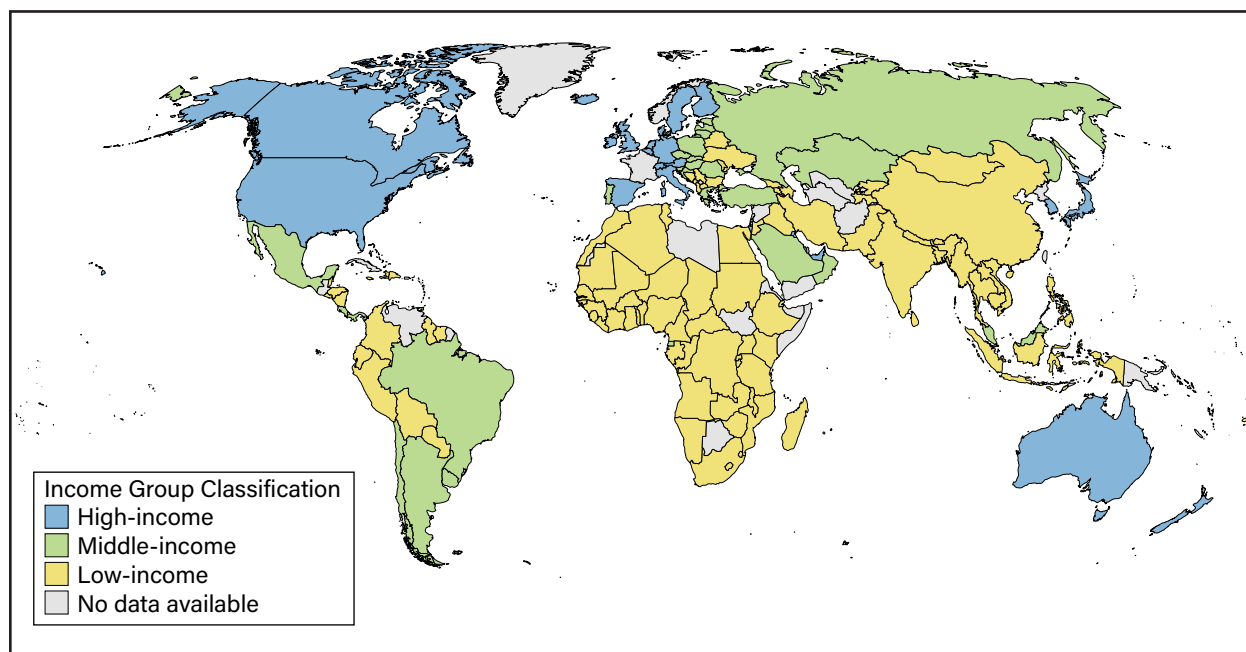 Income Group Classification
High-income
Middle-income
Low-income
No data available